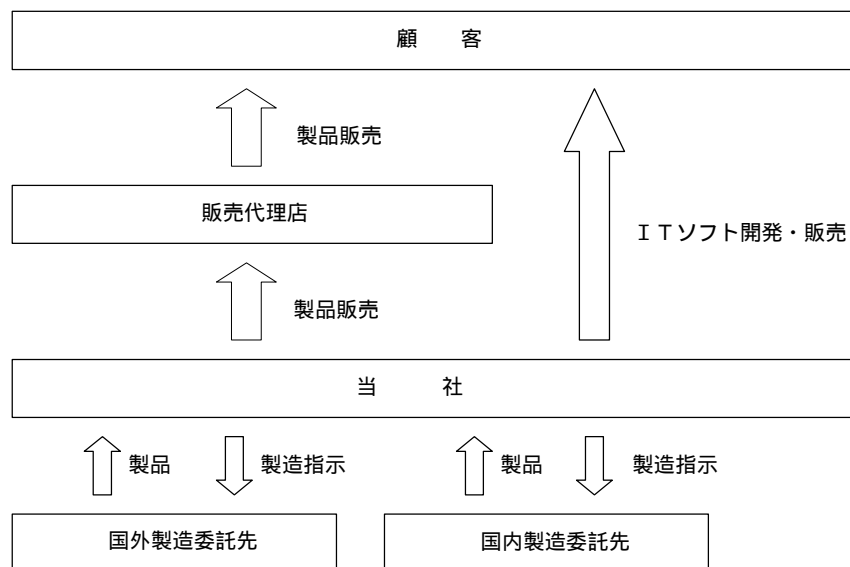 顧　　客
製品販売
販売代理店
ＩＴソフト開発・販売
製品販売
当　　　社
製品　製造指示　製品　製造指示
国外製造委託先　国内製造委託先